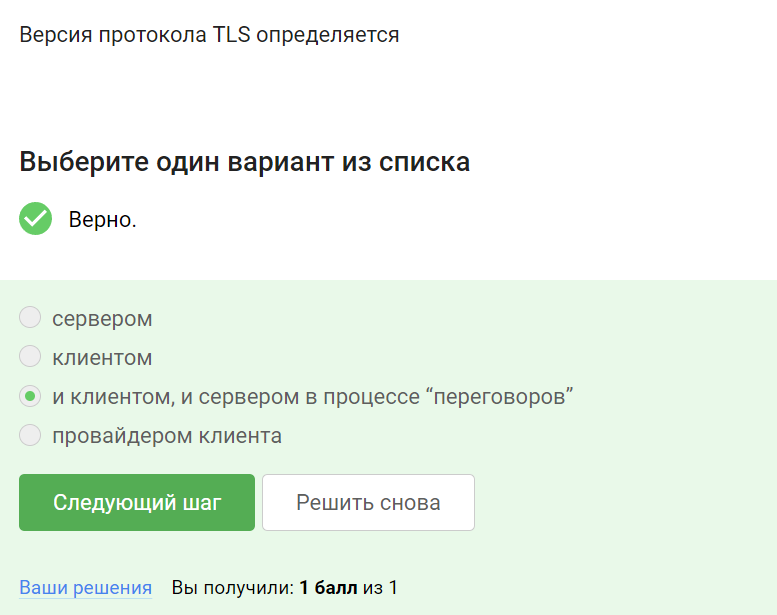 Версия протокола TLS определяется
Выберите один вариант из списка
Верно.
сервером
клиентом
и клиентом, и сервером в процессе “переговоров”
провайдером клиента
Следующий шаг Решить снова
Ваши решения Вы получили: 1 балл из 1